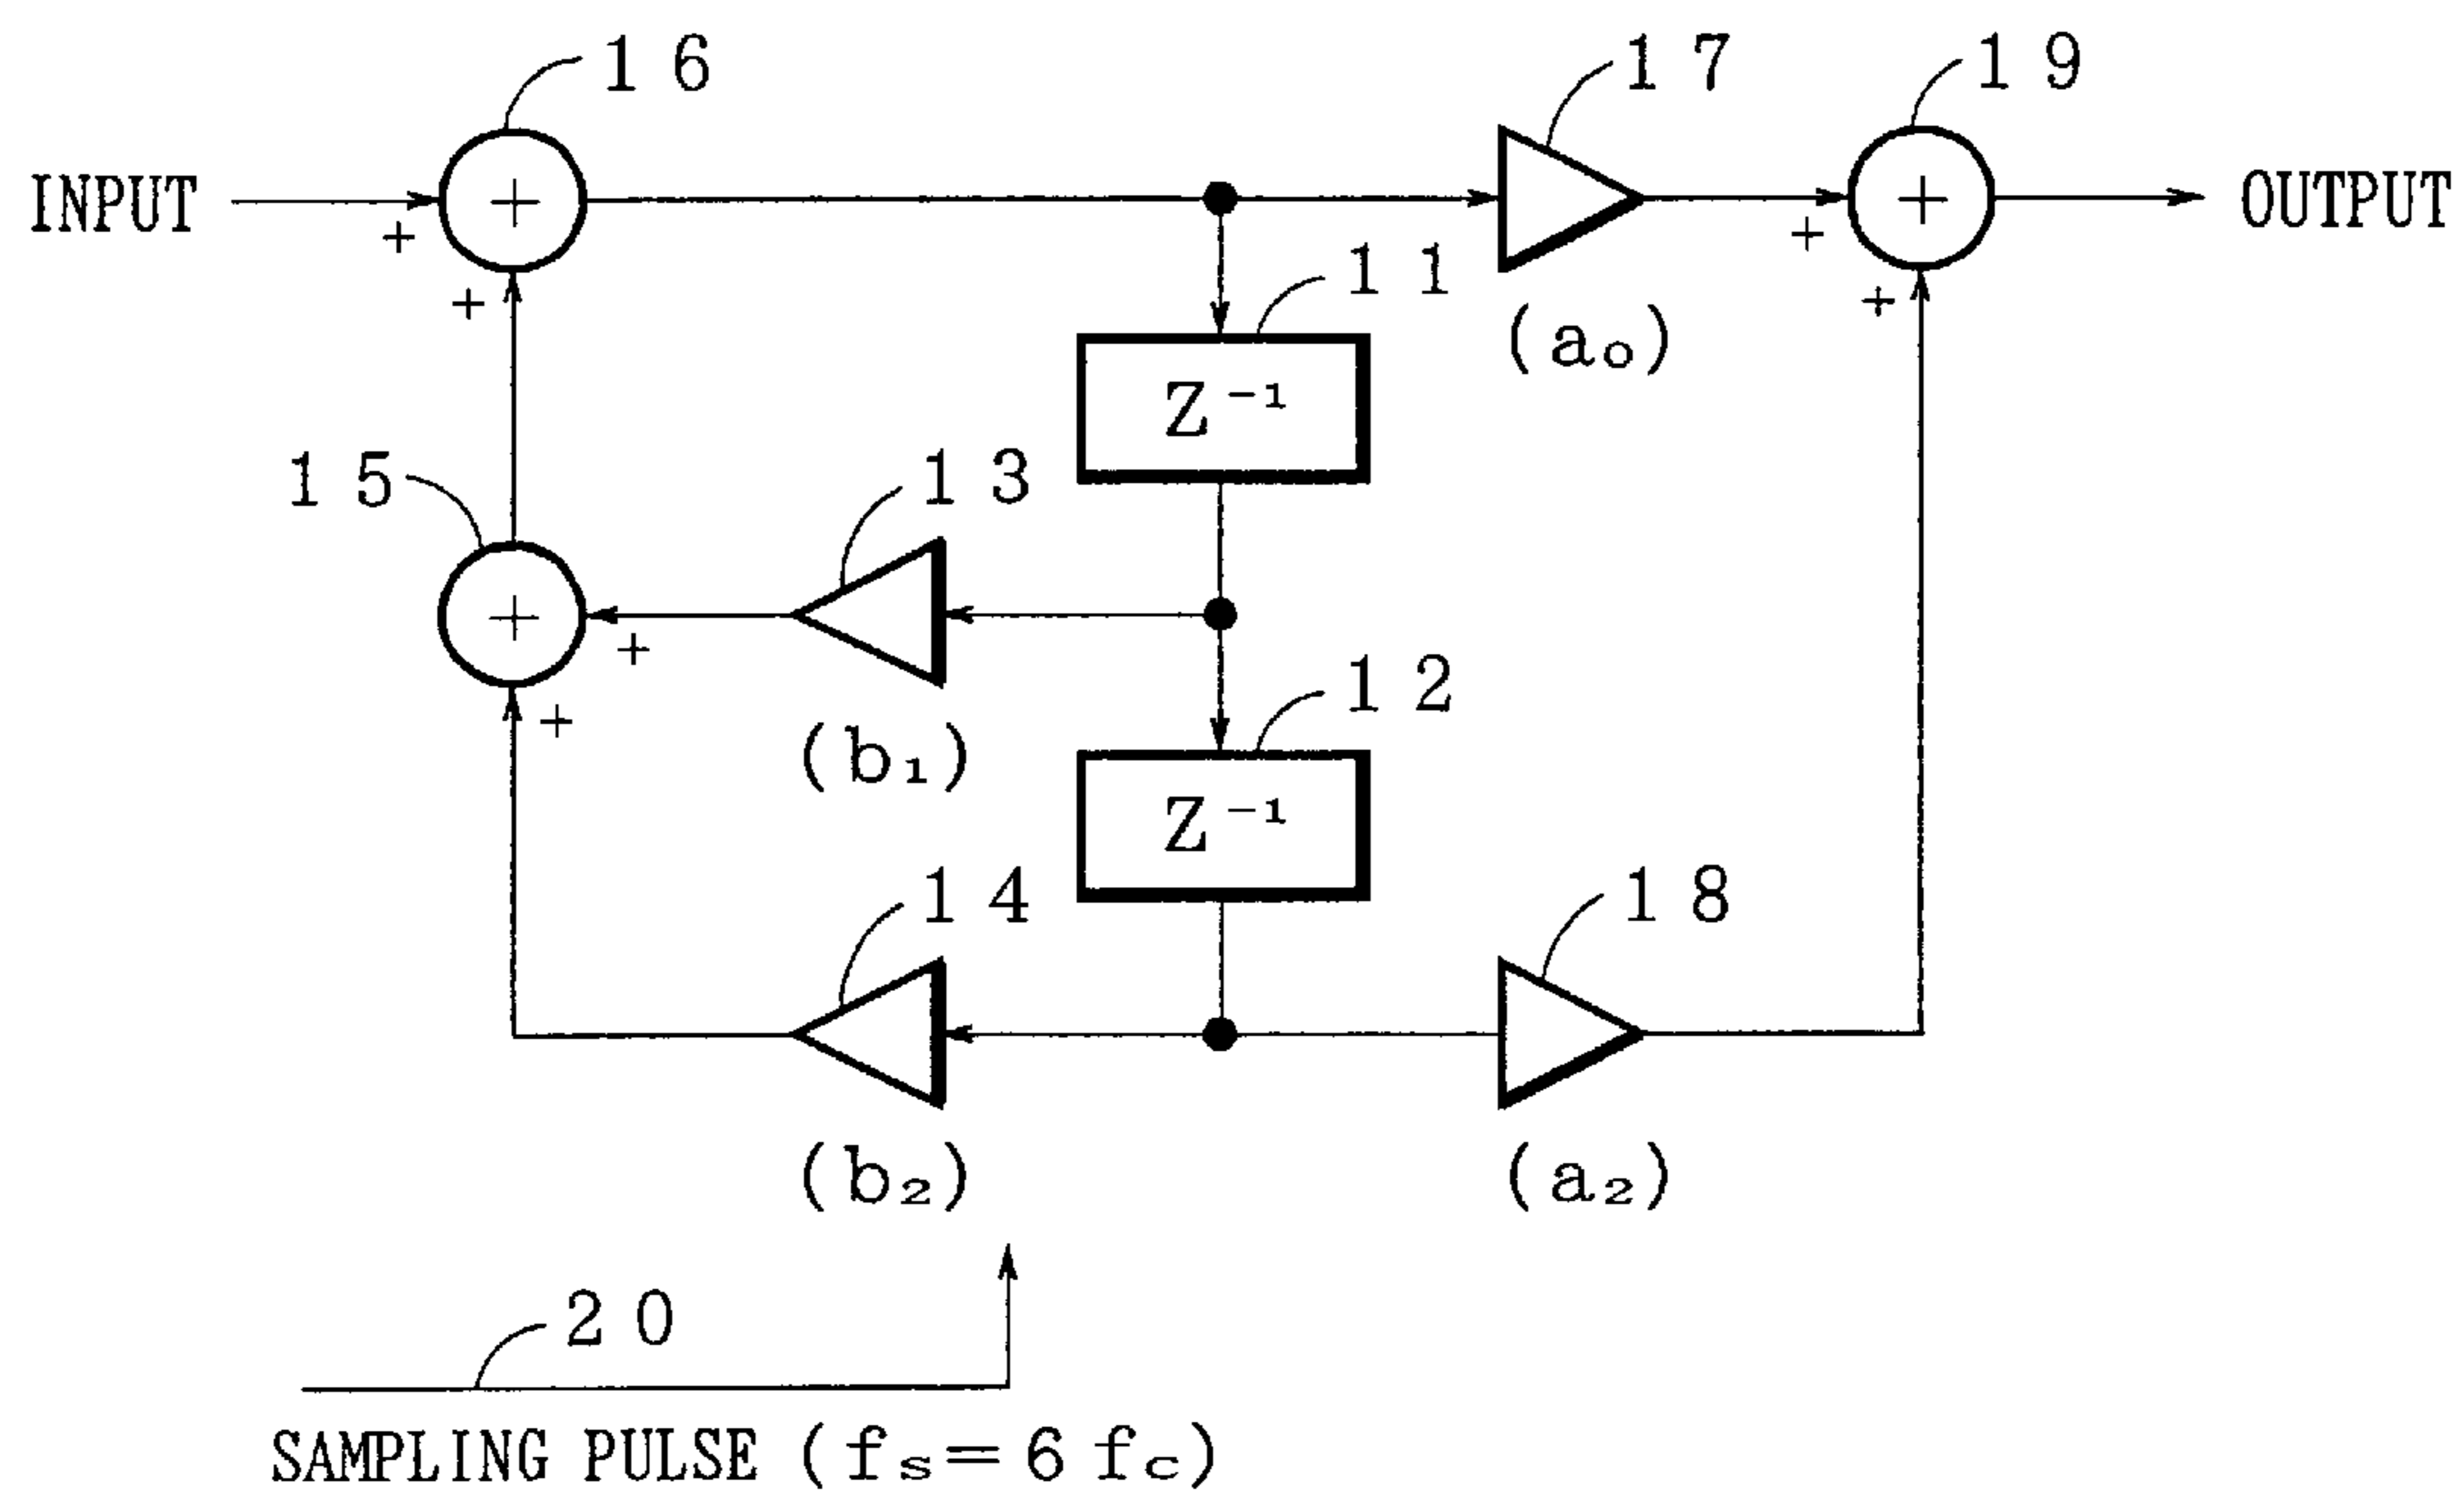 16
17
19
INPUT
+
+
+
+
OUTPUT
+
+
11
(a₀)
Z⁻¹
15
13
+
+
12
(b₁)
Z⁻¹
14
18
(b₂)
(a₂)
20
SAMPLING PULSE (fs=6fc)